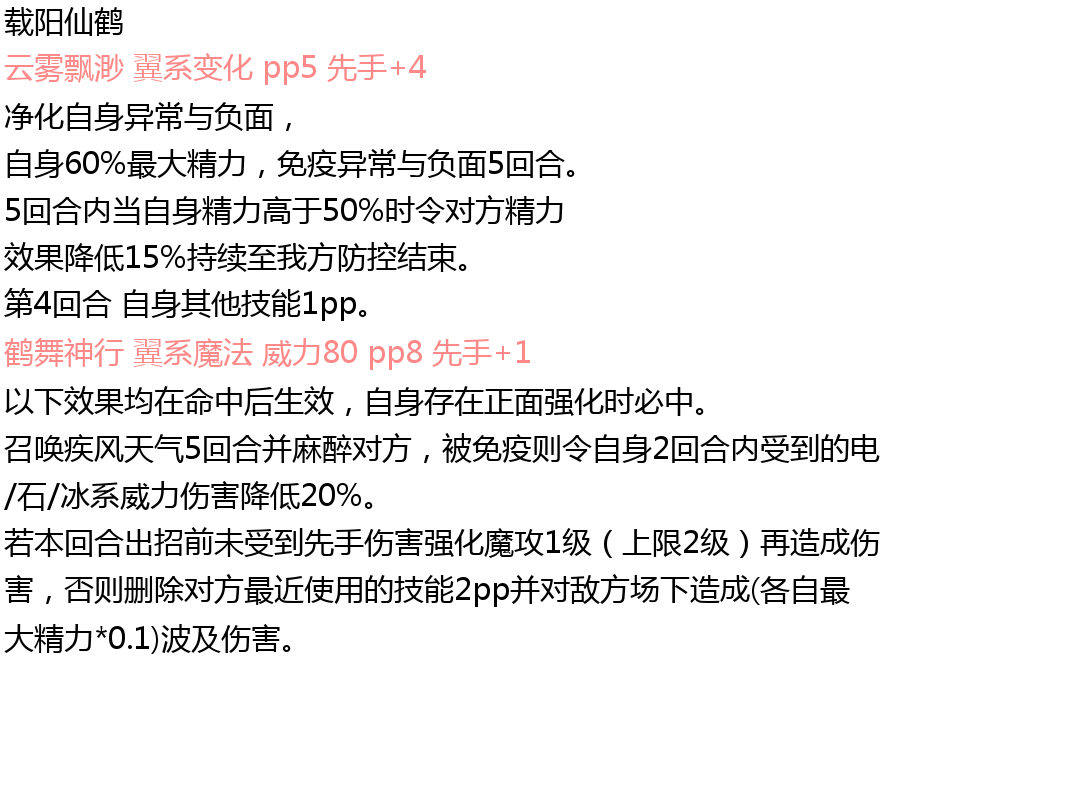 载阳仙鹤
云雾飘渺 翼系变化 pp5 先手+4
净化自身异常与负面，
自身60%最大精力，免疫异常与负面5回合。
5回合内当自身精力高于50%时令对方精力
效果降低15%持续至我方防控结束。
第4回合 自身其他技能1pp。
鹤舞神行 翼系魔法 威力80 pp8 先手+1
以下效果均在命中后生效，自身存在正面强化时必中。
召唤疾风天气5回合并麻醉对方，被免疫则令自身2回合内受到的电
/石/冰系威力伤害降低20%。
若本回合出招前未受到先手伤害强化魔攻1级（上限2级）再造成伤
害，否则删除对方最近使用的技能2pp并对敌方场下造成(各自最
大精力*0.1)波及伤害。